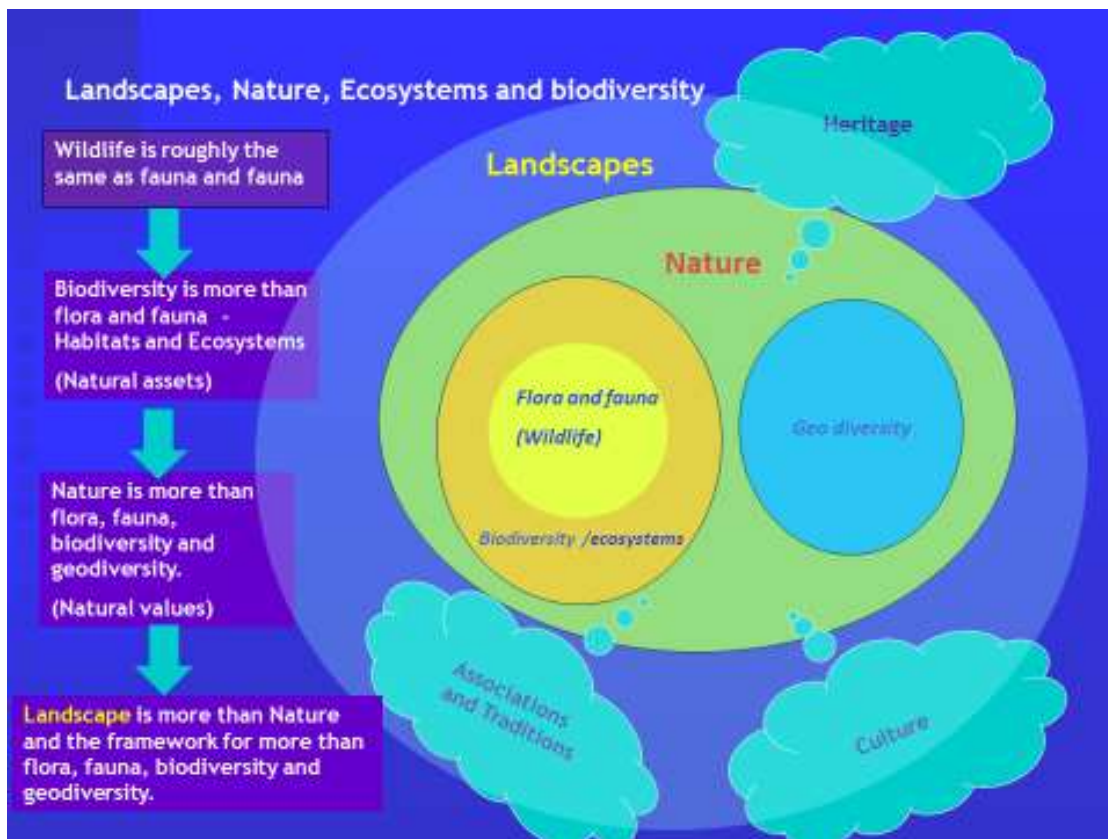 Landscapes, Nature, Ecosystems and biodiversity
Wildlife is roughly the
same as fauna and fauna
Biodiversity is more than
flora and fauna -
Habitats and Ecosystems
(Natural assets)
Nature is more than
flora, fauna,
biodiversity and
geodiversity.
(Natural values)
Landscape is more than Nature
and the framework for more than
flora, fauna, biodiversity and
geodiversity.
Heritage
Landscapes
Nature
Flora and fauna
(Wildlife)
Geo diversity
Biodiversity /ecosystems
Associations
and Traditions
Culture